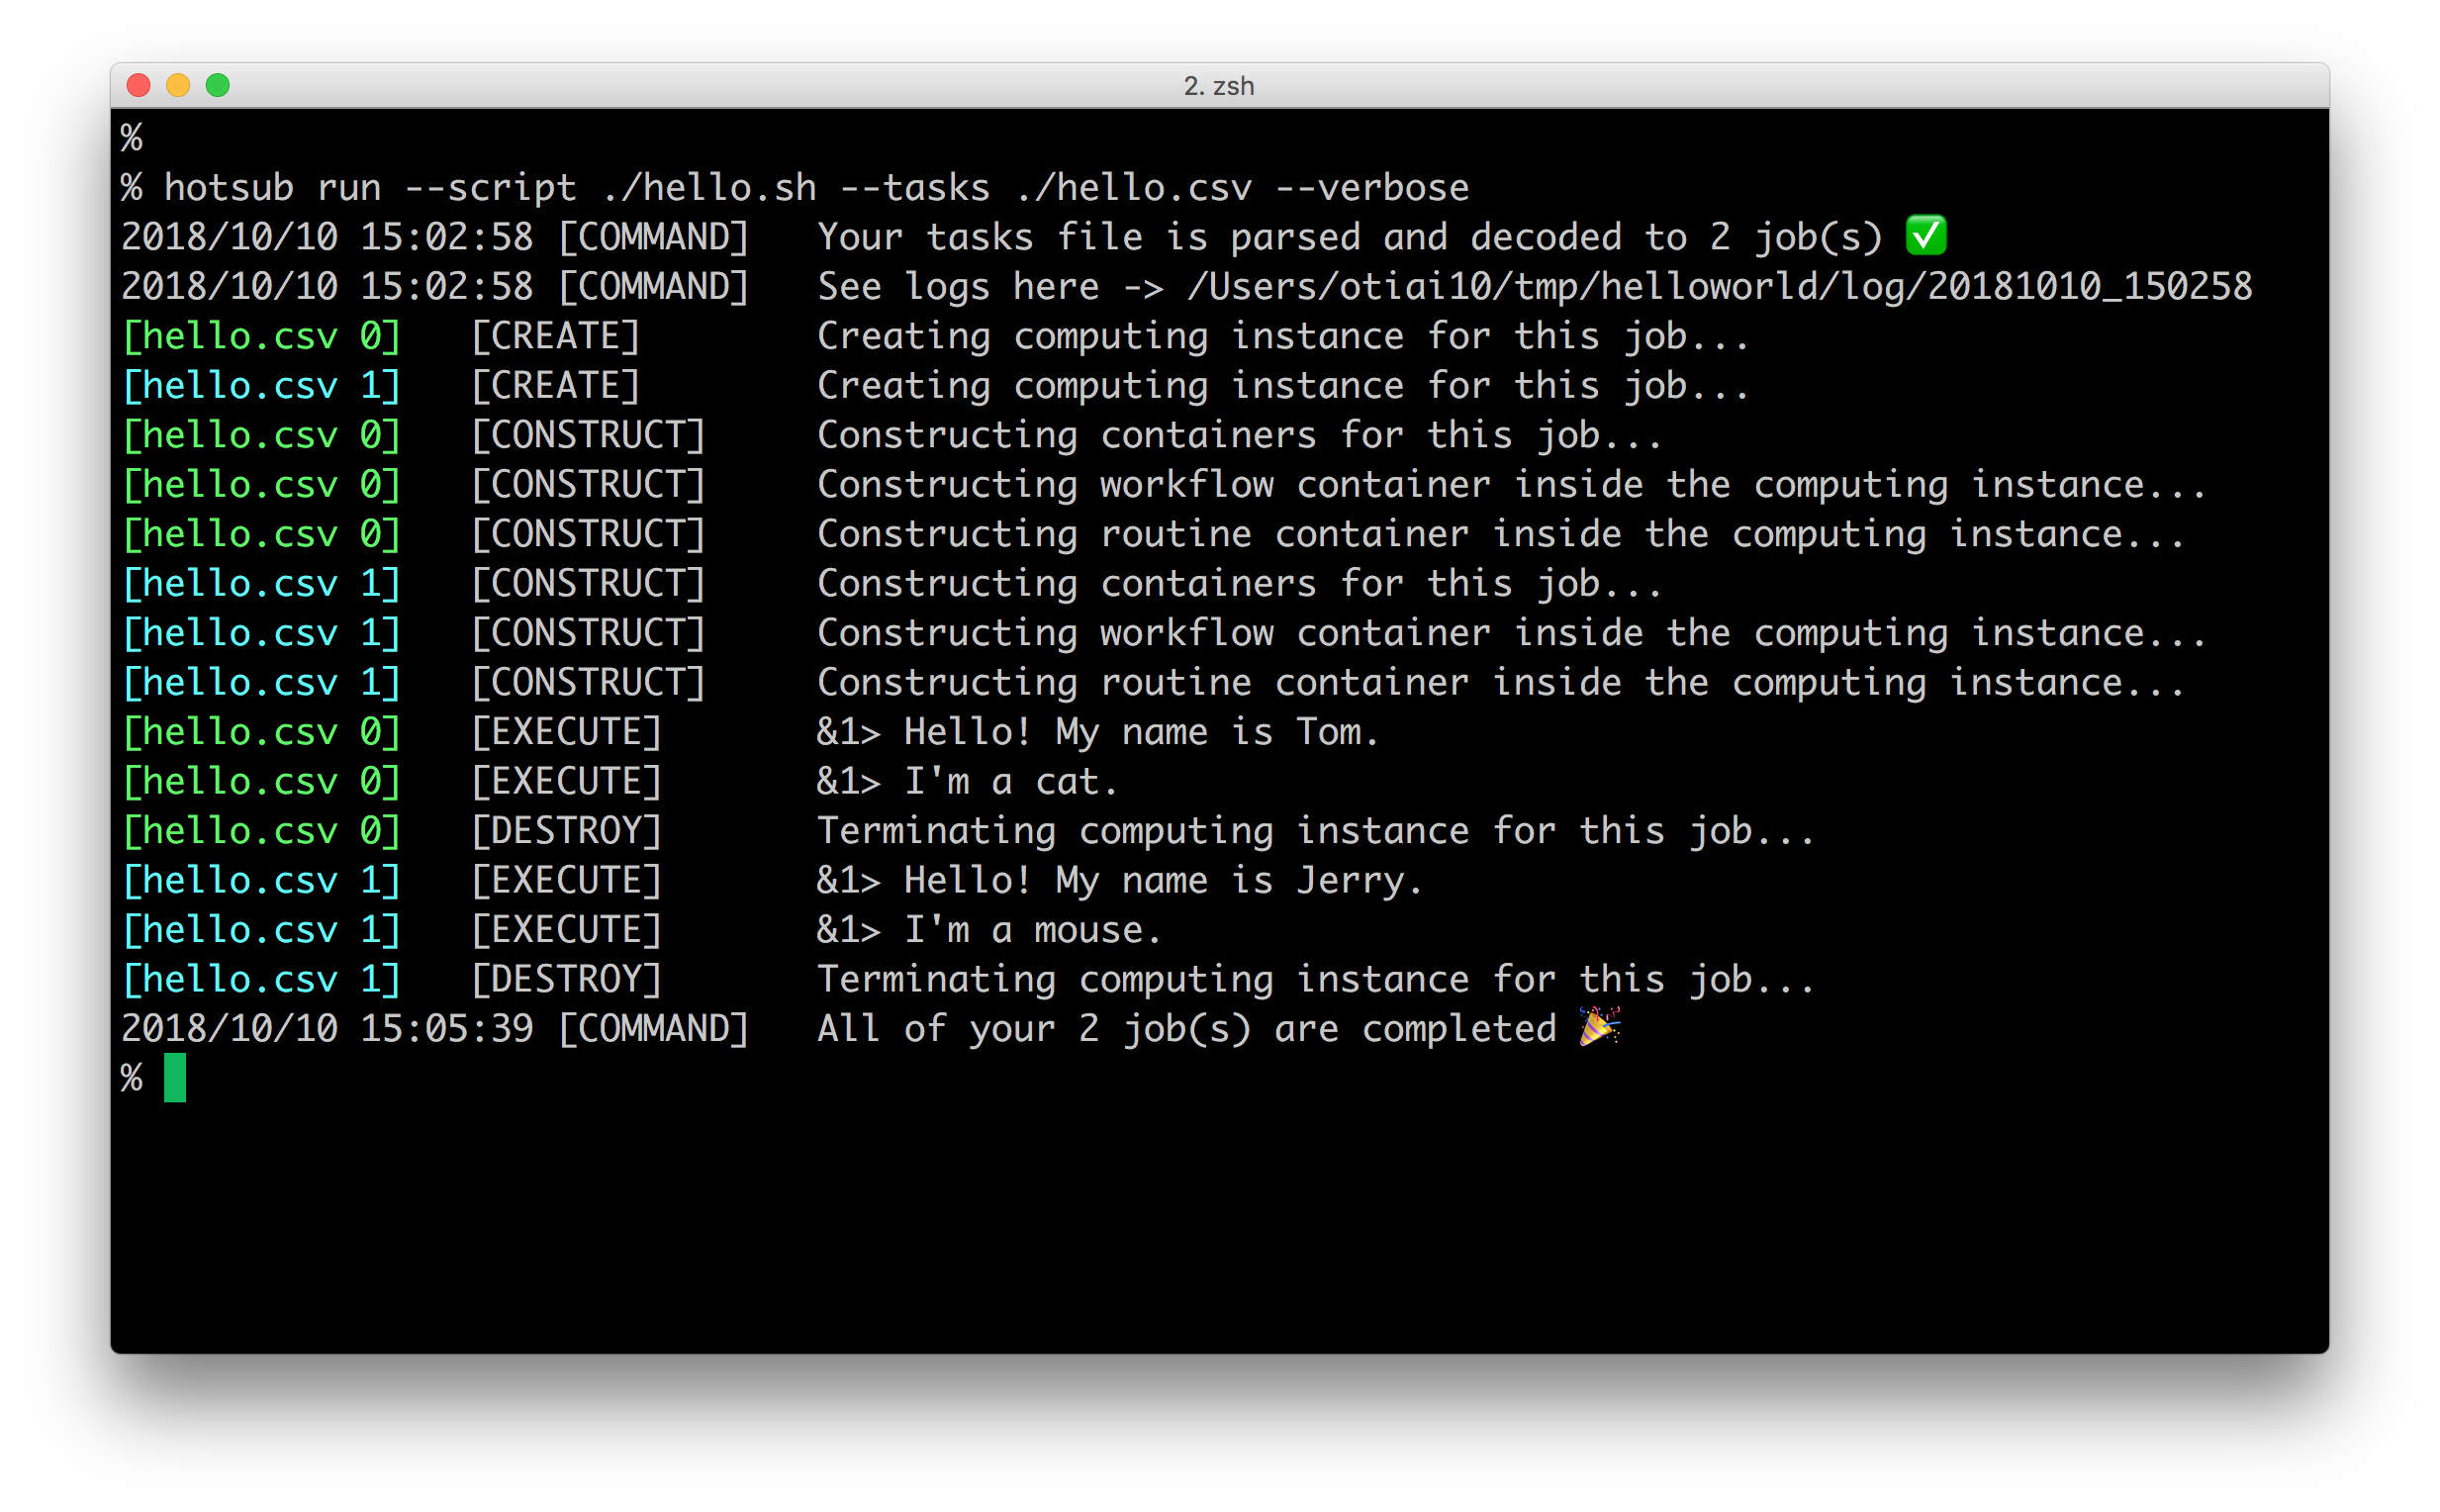 2. zsh
%
% hotsub run --script ./hello.sh --tasks ./hello.csv --verbose
2018/10/10 15:02:58 [COMMAND]   Your tasks file is parsed and decoded to 2 job(s) ✅
2018/10/10 15:02:58 [COMMAND]   See logs here -> /Users/otiai10/tmp/helloworld/log/20181010_150258
[hello.csv 0]   [CREATE]        Creating computing instance for this job...
[hello.csv 1]   [CREATE]        Creating computing instance for this job...
[hello.csv 0]   [CONSTRUCT]     Constructing containers for this job...
[hello.csv 0]   [CONSTRUCT]     Constructing workflow container inside the computing instance...
[hello.csv 0]   [CONSTRUCT]     Constructing routine container inside the computing instance...
[hello.csv 1]   [CONSTRUCT]     Constructing containers for this job...
[hello.csv 1]   [CONSTRUCT]     Constructing workflow container inside the computing instance...
[hello.csv 1]   [CONSTRUCT]     Constructing routine container inside the computing instance...
[hello.csv 0]   [EXECUTE]       &1> Hello! My name is Tom.
[hello.csv 0]   [EXECUTE]       &1> I'm a cat.
[hello.csv 0]   [DESTROY]       Terminating computing instance for this job...
[hello.csv 1]   [EXECUTE]       &1> Hello! My name is Jerry.
[hello.csv 1]   [EXECUTE]       &1> I'm a mouse.
[hello.csv 1]   [DESTROY]       Terminating computing instance for this job...
2018/10/10 15:05:39 [COMMAND]   All of your 2 job(s) are completed 🎉
%